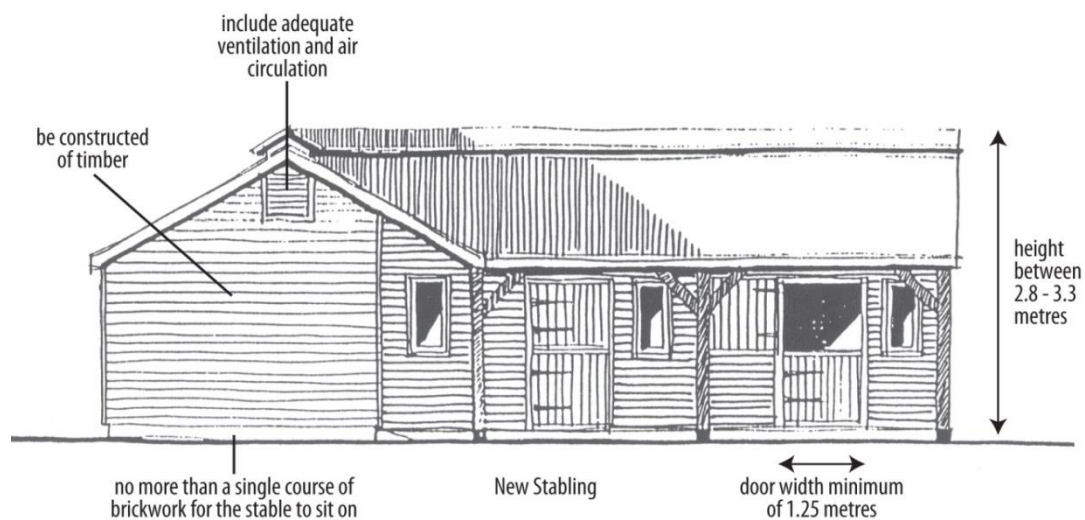 include adequate
ventilation and air
circulation
be constructed
of timber
height
between
2.8 - 3.3
metres
no more than a single course of
brickwork for the stable to sit on
New Stabling
door width minimum
of 1.25 metres